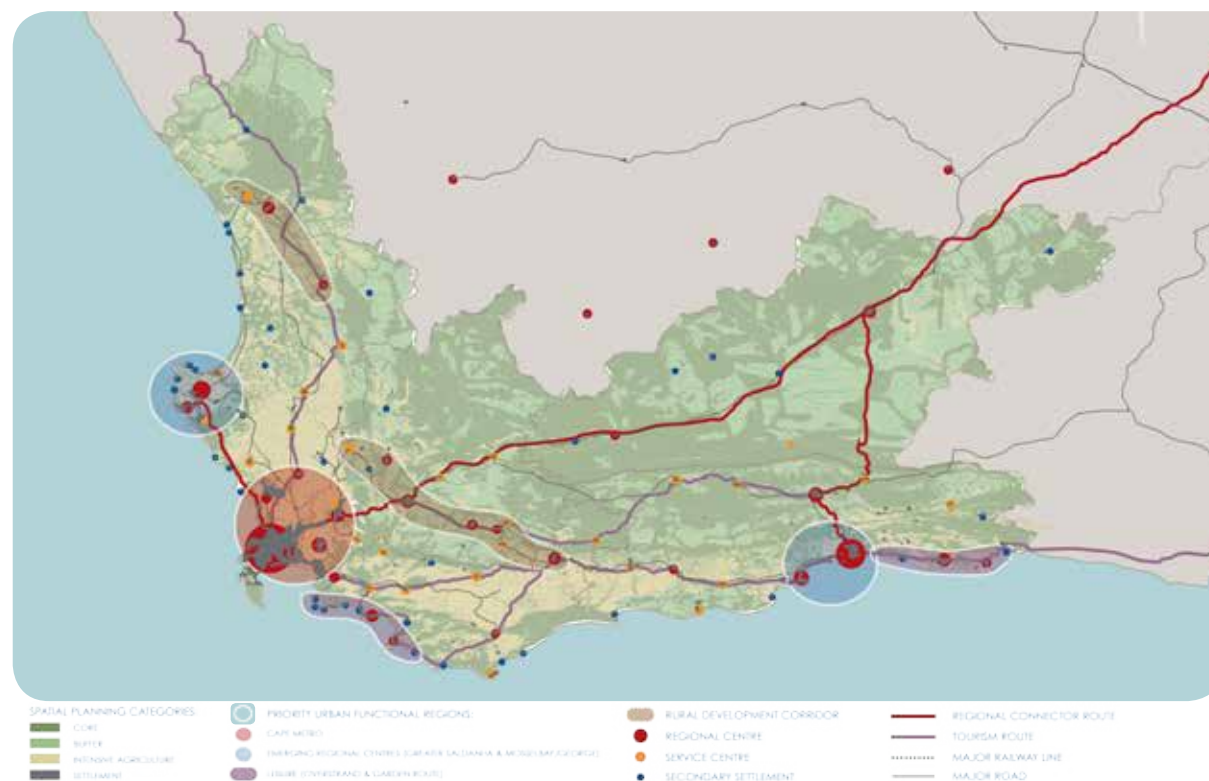 SPATIAL PLANNING CATEGORIES
CORE
BUFFER
INTENSIVE AGRICULTURE
SETTLEMENT
PRIORITY URBAN FUNCTIONAL REGIONS:
CAPE METRO
EMERGING REGIONAL CENTRES (GREATER SALDANHA & MOSSELBAY/GEORGE)
LEISURE (OVERSTRAND & GARDEN ROUTE)
RURAL DEVELOPMENT CORRIDOR
REGIONAL CENTRE
SERVICE CENTRE
SECONDARY SETTLEMENT
REGIONAL CONNECTOR ROUTE
TOURISM ROUTE
MAJOR RAILWAY LINE
MAJOR ROAD